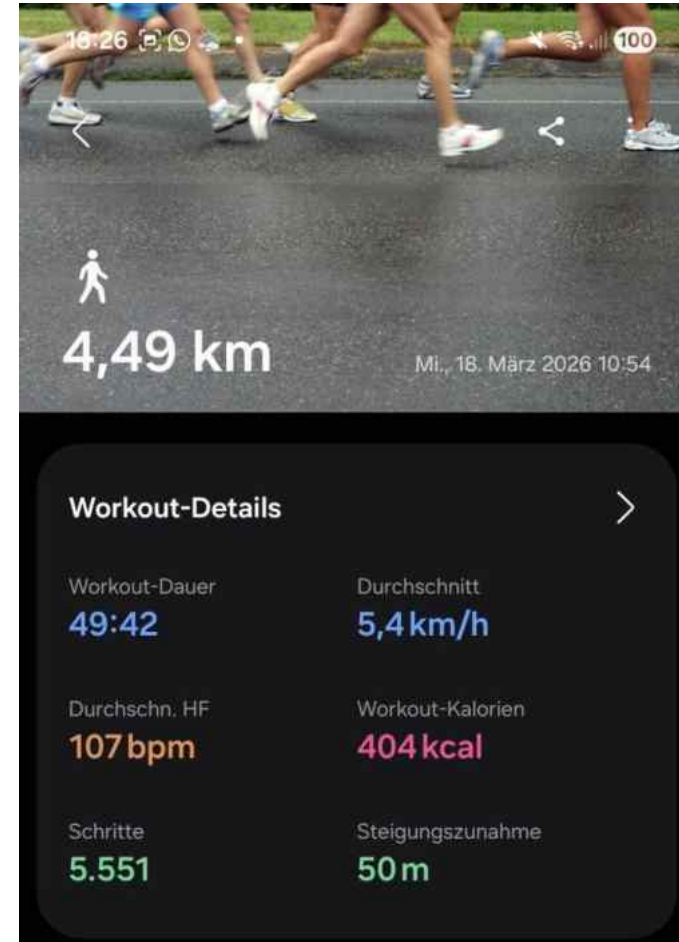 16:26
100
4,49 km
Mi., 18. März 2026 10:54
Workout-Details
Workout-Dauer Durchschnitt
49:42 5,4 km/h
Durchschn. HF Workout-Kalorien
107 bpm 404 kcal
Schritte Steigungszunahme
5.551 50 m